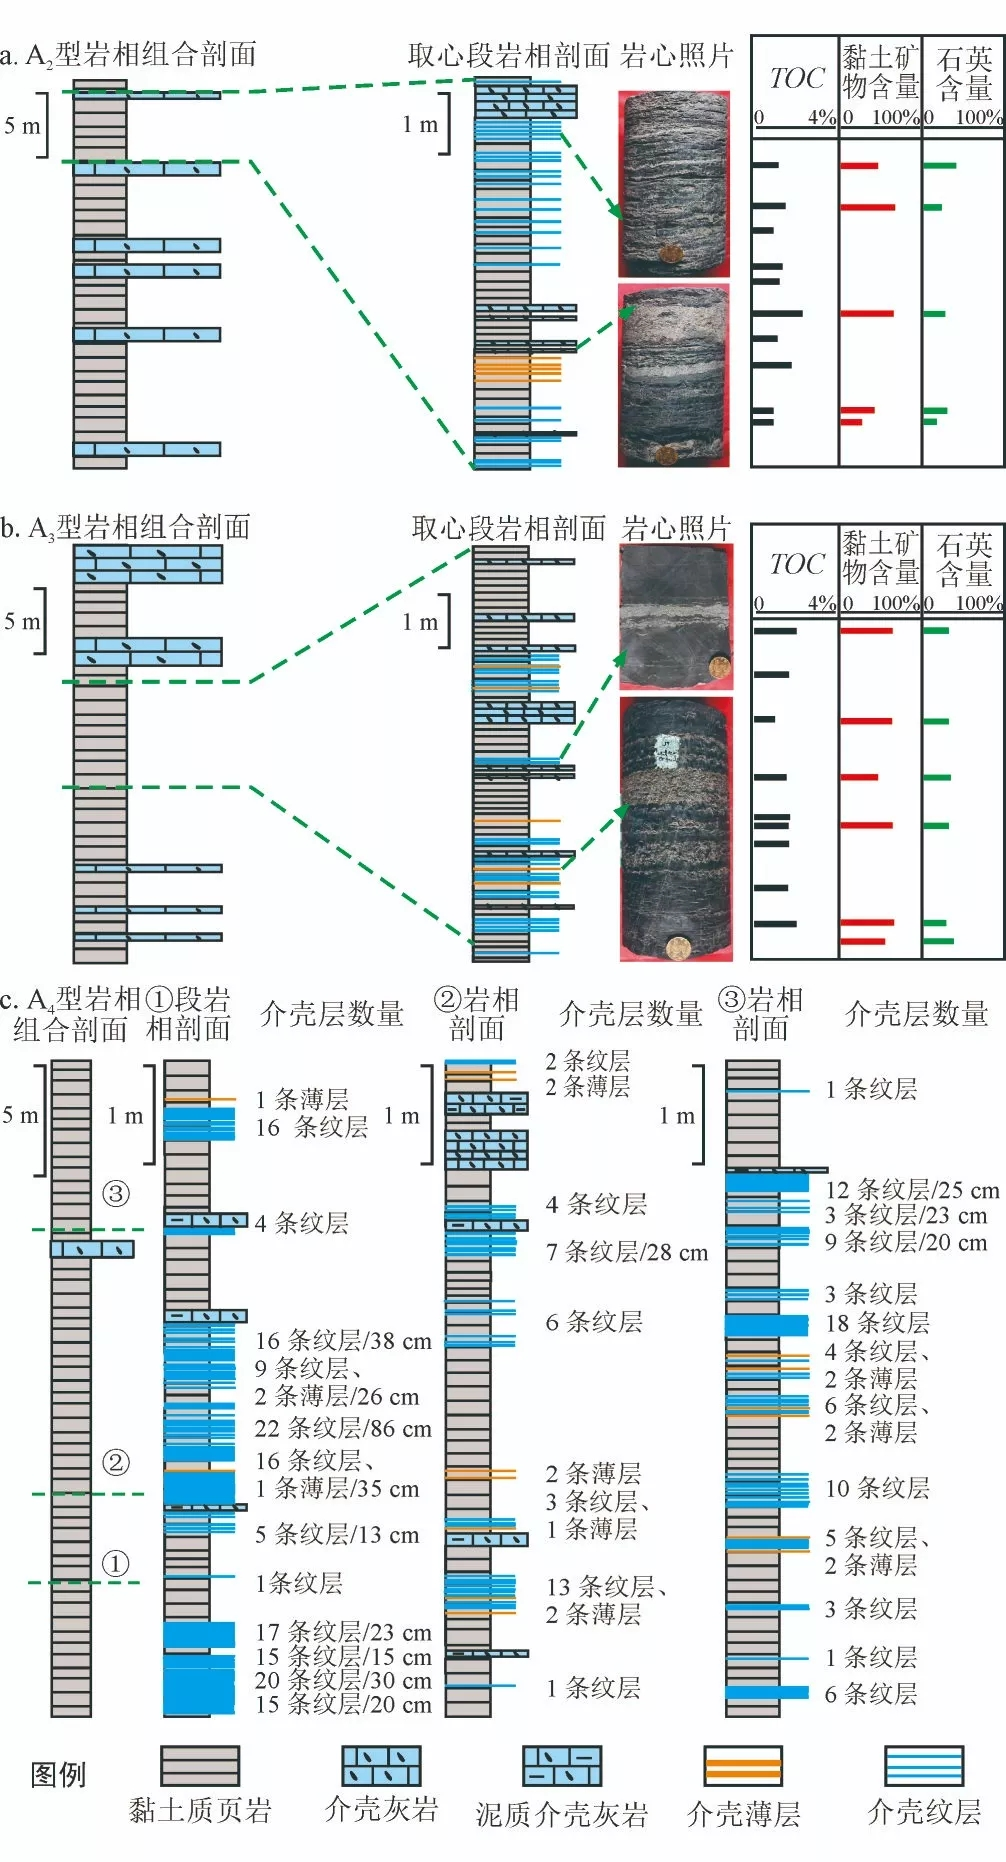 a. A₂型岩相组合剖面
取心段岩相剖面
岩心照片
TOC
黏土矿
物含量
石英
含量
0 4%
0 100%
0 100%
5 m
1 m
b. A₃型岩相组合剖面
取心段岩相剖面
岩心照片
TOC
黏土矿
物含量
石英
含量
0 4%
0 100%
0 100%
5 m
1 m
c. A₄型岩相
组合剖面
①段岩
相剖面
介壳层数量
②岩相
剖面
介壳层数量
③岩相
剖面
介壳层数量
5 m
③
②
①
1 m
1 条薄层
16 条纹层
4 条纹层
16 条纹层/38 cm
9 条纹层、
2 条薄层/26 cm
22 条纹层/86 cm
16 条纹层、
1 条薄层/35 cm
5 条纹层/13 cm
1条纹层
17 条纹层/23 cm
15 条纹层/15 cm
20 条纹层/30 cm
15 条纹层/20 cm
1 m
2 条纹层
2 条薄层
4 条纹层
7 条纹层/28 cm
6 条纹层
2 条薄层
3 条纹层、
1 条薄层
13 条纹层、
2 条薄层
1 条纹层
1 m
1 条纹层
12 条纹层/25 cm
3 条纹层/23 cm
9 条纹层/20 cm
3 条纹层
18 条纹层
4 条纹层、
2 条薄层
6 条纹层、
2 条薄层
10 条纹层
5 条纹层、
2 条薄层
3 条纹层
1 条纹层
6 条纹层
图例
黏土质页岩
介壳灰岩
泥质介壳灰岩
介壳薄层
介壳纹层